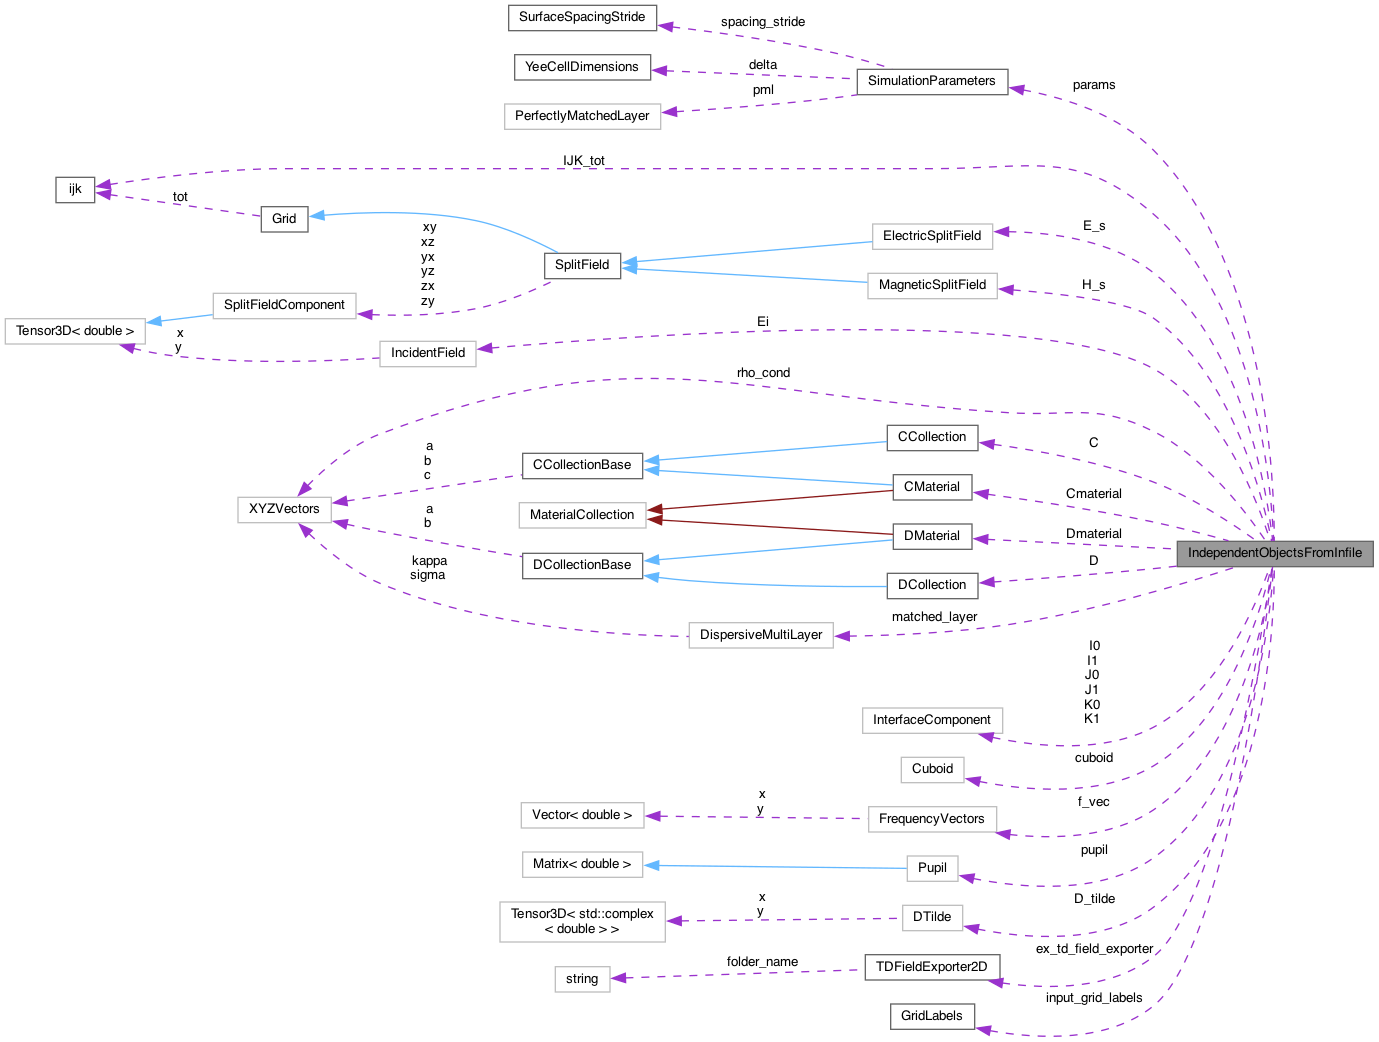 SurfaceSpacingStride
spacing_stride
YeeCellDimensions
delta
SimulationParameters
params
pml
PerfectlyMatchedLayer
IJK_tot
ijk
tot
Grid
xy
xz
yx
yz
zx
zy
ElectricSplitField
E_s
SplitField
MagneticSplitField
H_s
SplitFieldComponent
Tensor3D< double >
x
y
IncidentField
Ei
rho_cond
CCollection
C
a
b
c
CCollectionBase
CMaterial
Cmaterial
XYZVectors
MaterialCollection
a
b
DMaterial
Dmaterial
IndependentObjectsFromInfile
kappa
sigma
DCollectionBase
DCollection
D
matched_layer
DispersiveMultiLayer
I0
I1
J0
J1
K0
K1
InterfaceComponent
Cuboid
cuboid
x
y
Vector< double >
FrequencyVectors
f_vec
Matrix< double >
Pupil
pupil
x
y
Tensor3D< std::complex
< double > >
DTilde
D_tilde
folder_name
string
TDFieldExporter2D
ex_td_field_exporter
GridLabels
input_grid_labels